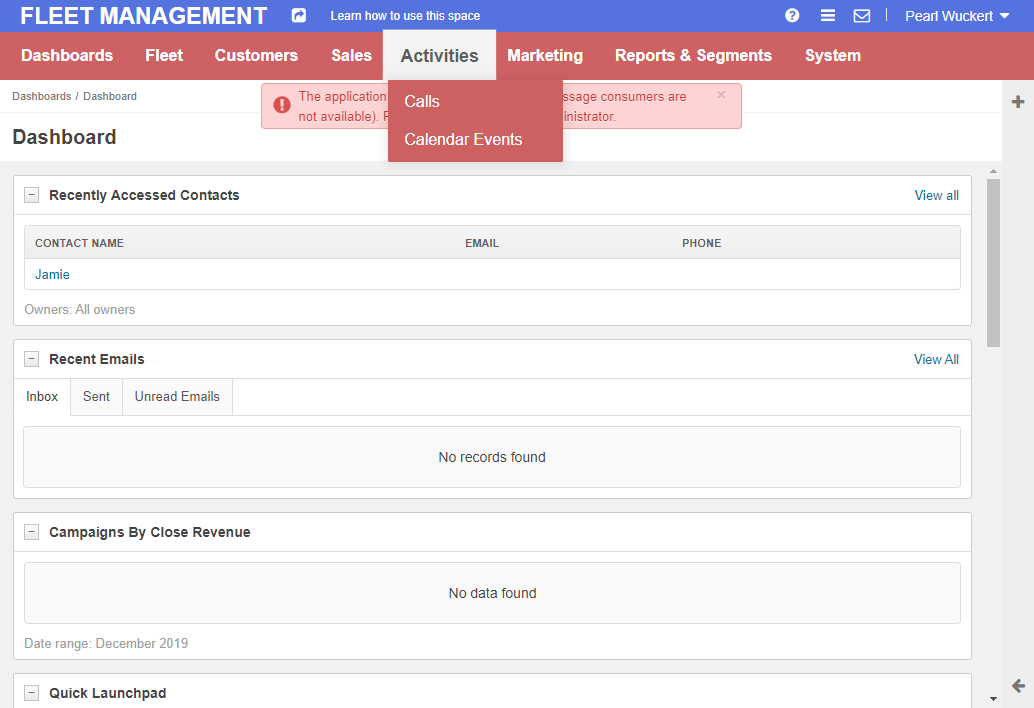 FLEET MANAGEMENT Learn how to use this space Pearl Wuckert
Dashboards Fleet Customers Sales Activities Marketing Reports & Segments System
Dashboards / Dashboard
The application ssage consumers are ×
not available). inistrator.
Calls
Calendar Events
Dashboard
Recently Accessed Contacts View all
CONTACT NAME EMAIL PHONE
Jamie
Owners: All owners
Recent Emails View All
Inbox Sent Unread Emails
No records found
Campaigns By Close Revenue
No data found
Date range: December 2019
Quick Launchpad